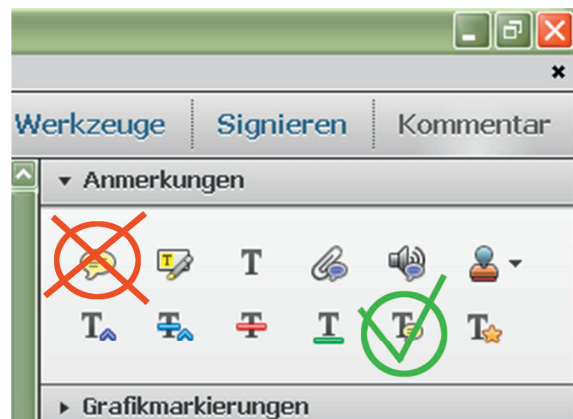 Werkzeuge Signieren Kommentar
Anmerkungen
T T
T T T T T T
Grafikmarkierungen